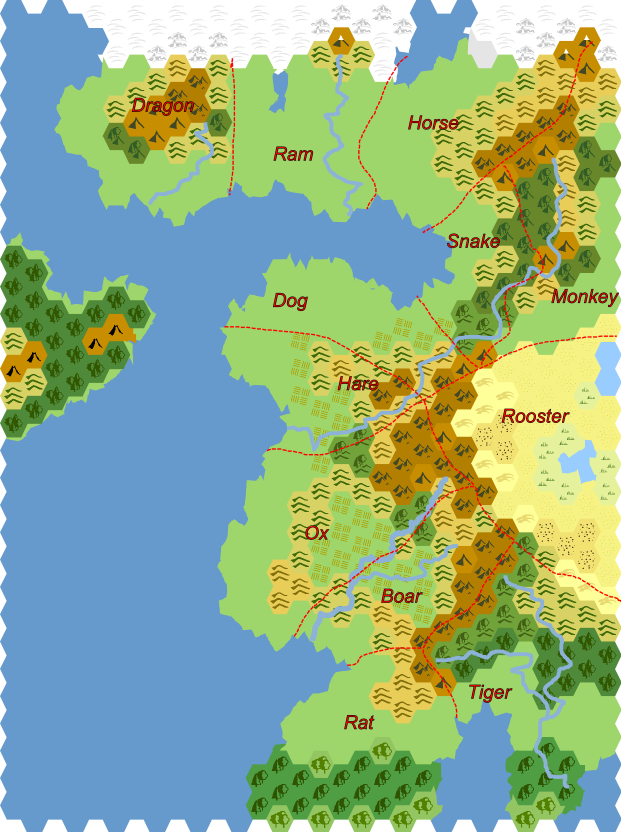 Dragon
Horse
Ram
Snake
Monkey
Dog
Hare
Rooster
Ox
Boar
Tiger
Rat